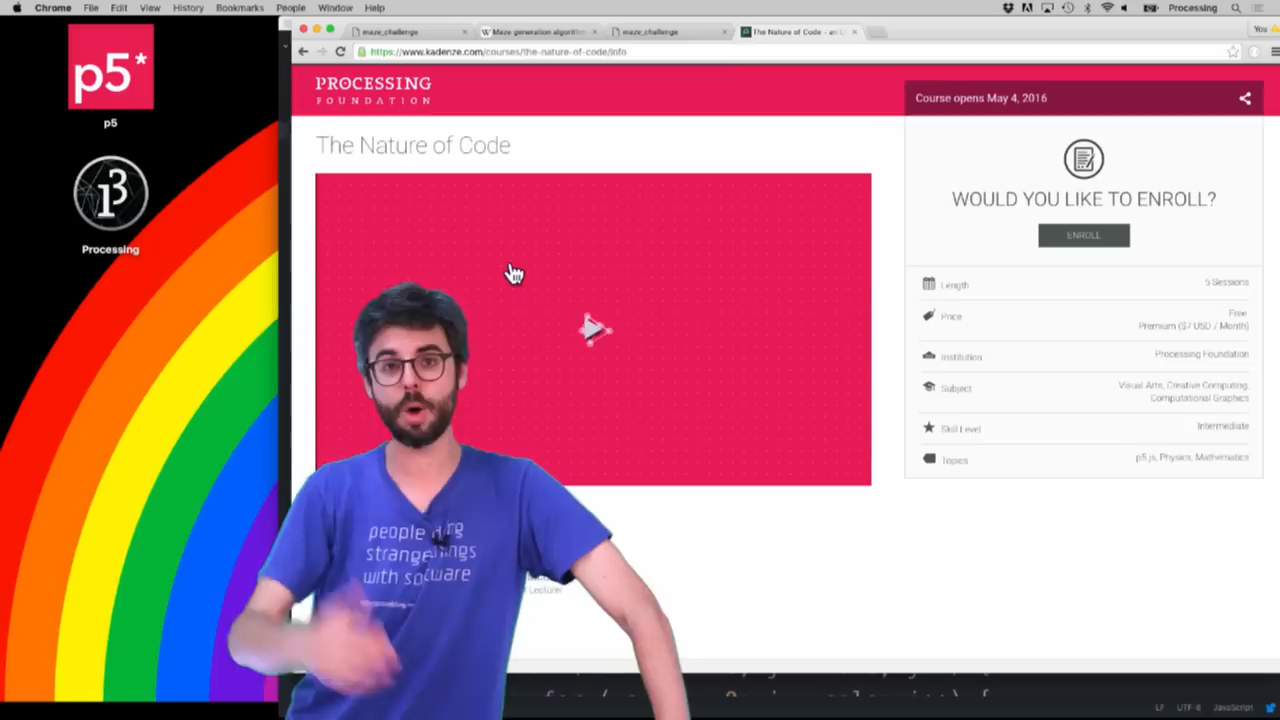 Chrome File Edit View History Bookmarks People Window Help Processing
maze_challenge
Maze generation algorithm
maze_challenge
The Nature of Code - an O
You
https://www.kadenze.com/courses/the-nature-of-code/info
p5*
p5
Processing
PROCESSING
FOUNDATION
The Nature of Code
Course opens May 4, 2016
WOULD YOU LIKE TO ENROLL?
ENROLL
Length 5 Sessions
Price Free
Premium ($7 USD / Month)
Institution Processing Foundation
Subject Visual Arts, Creative Computing,
Computational Graphics
Skill Level Intermediate
Topics p5.js, Physics, Mathematics
people
strange
with software
Lecturer
LF UTF-8 JavaScript